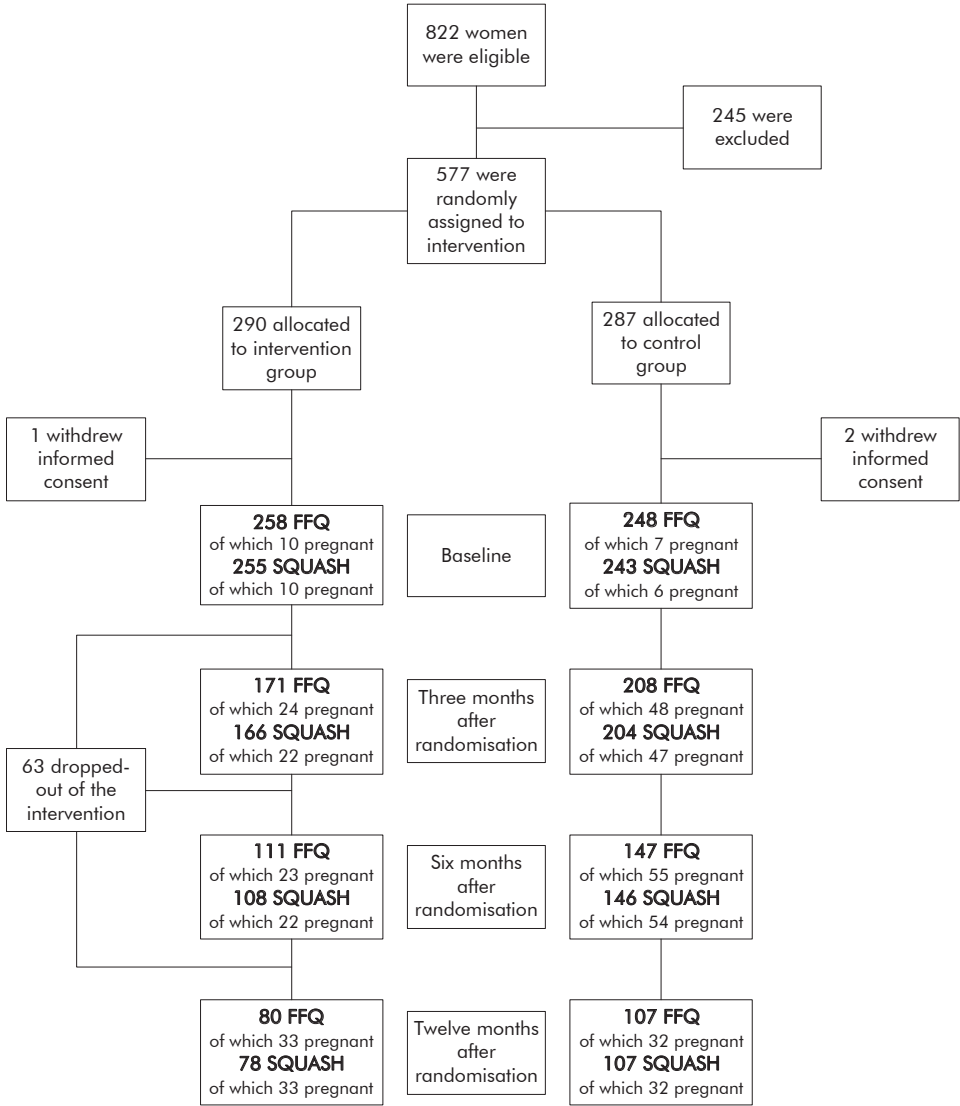 822 women
were eligible
245 were
excluded
577 were
randomly
assigned to
intervention
290 allocated
to intervention
group
287 allocated
to control
group
1 withdrew
informed
consent
2 withdrew
informed
consent
258 FFQ
of which 10 pregnant
255 SQUASH
of which 10 pregnant
Baseline
248 FFQ
of which 7 pregnant
243 SQUASH
of which 6 pregnant
171 FFQ
of which 24 pregnant
166 SQUASH
of which 22 pregnant
Three months
after
randomisation
208 FFQ
of which 48 pregnant
204 SQUASH
of which 47 pregnant
63 dropped-
out of the
intervention
111 FFQ
of which 23 pregnant
108 SQUASH
of which 22 pregnant
Six months
after
randomisation
147 FFQ
of which 55 pregnant
146 SQUASH
of which 54 pregnant
80 FFQ
of which 33 pregnant
78 SQUASH
of which 33 pregnant
Twelve months
after
randomisation
107 FFQ
of which 32 pregnant
107 SQUASH
of which 32 pregnant